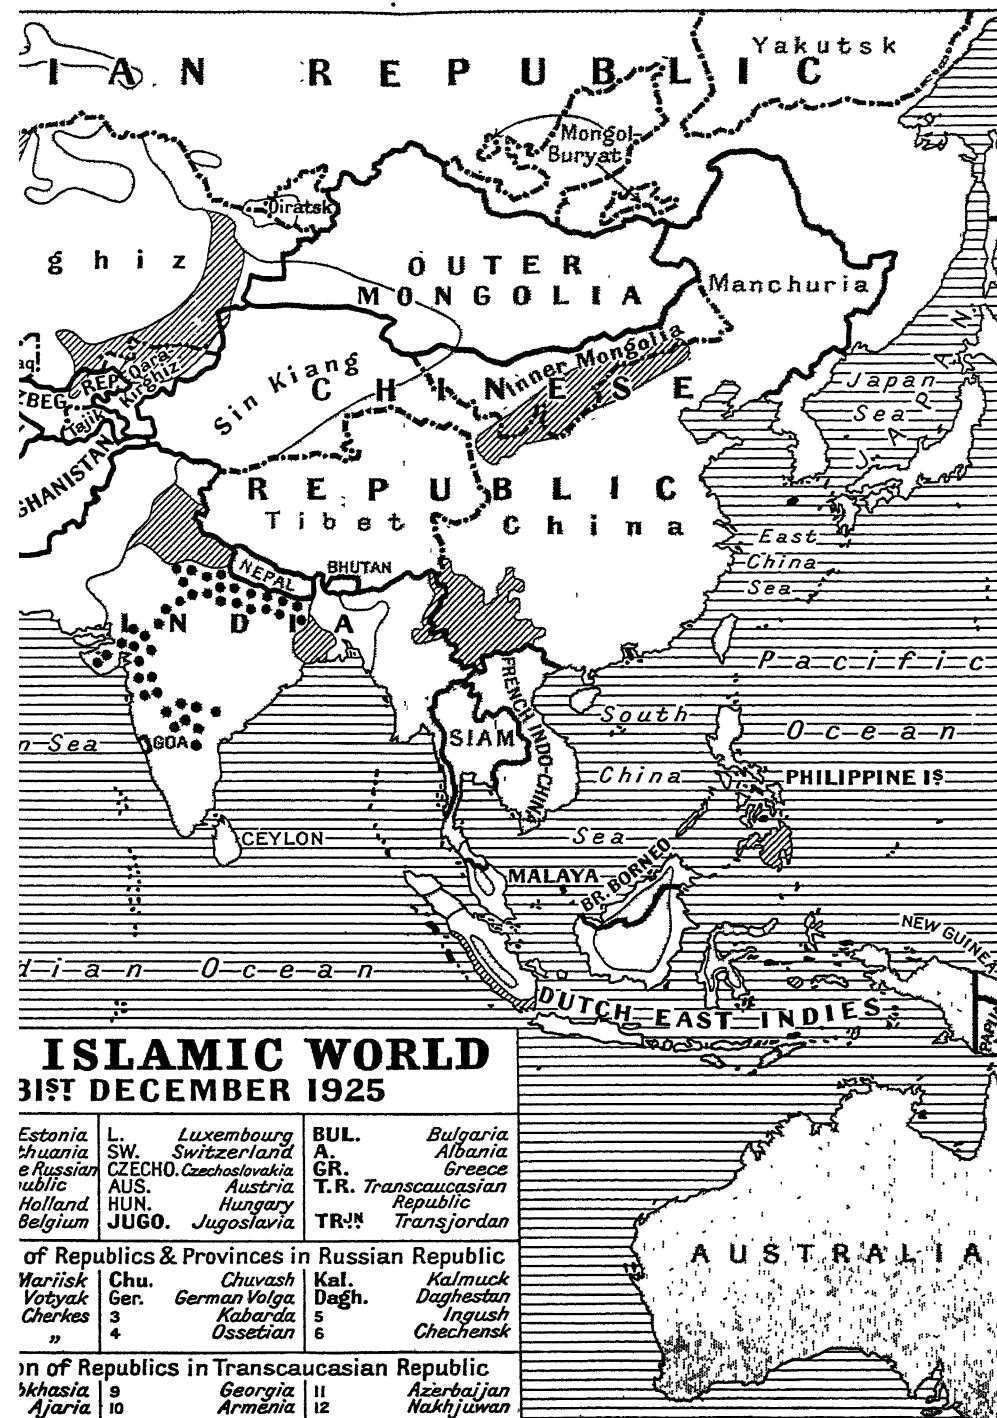 Yakutsk
IAN REPUBLIC
Mongol-
Buryat
Oiratsk
ghiz
OUTER
MONGOLIA
Manchuria
Inner Mongolia
Sin Kiang
CHINESE
REPUBLIC
Qara-
Kirghiz
REP
ZBEG
Tajik
GHANISTAN
Tibet
China
JAPAN
Japan
Sea
East
China
Sea
NEPAL
BHUTAN
INDIA
Pacific
Ocean
FRENCH INDO-CHINA
SIAM
South
China
Sea
GOA
n Sea
PHILIPPINE IS
CEYLON
MALAYA
BR. BORNEO
NEW GUINEA
dian Ocean
DUTCH EAST INDIES
PAPUA
ISLAMIC WORLD
31ST DECEMBER 1925
Estonia L. Luxembourg BUL. Bulgaria
thuania SW. Switzerland A. Albania
e Russian CZECHO. Czechoslovakia GR. Greece
public AUS. Austria T.R. Transcaucasian
Holland HUN. Hungary Republic
Belgium JUGO. Jugoslavia TRJN Transjordan
of Republics & Provinces in Russian Republic
Mariisk Chu. Chuvash Kal. Kalmuck
Votyak Ger. German Volga Dagh. Daghestan
Cherkes 3 Kabarda 5 Ingush
" 4 Ossetian 6 Chechensk
on of Republics in Transcaucasian Republic
bkhasia 9 Georgia 11 Azerbaijan
Ajaria 10 Armenia 12 Nakhjuwan
AUSTRALIA